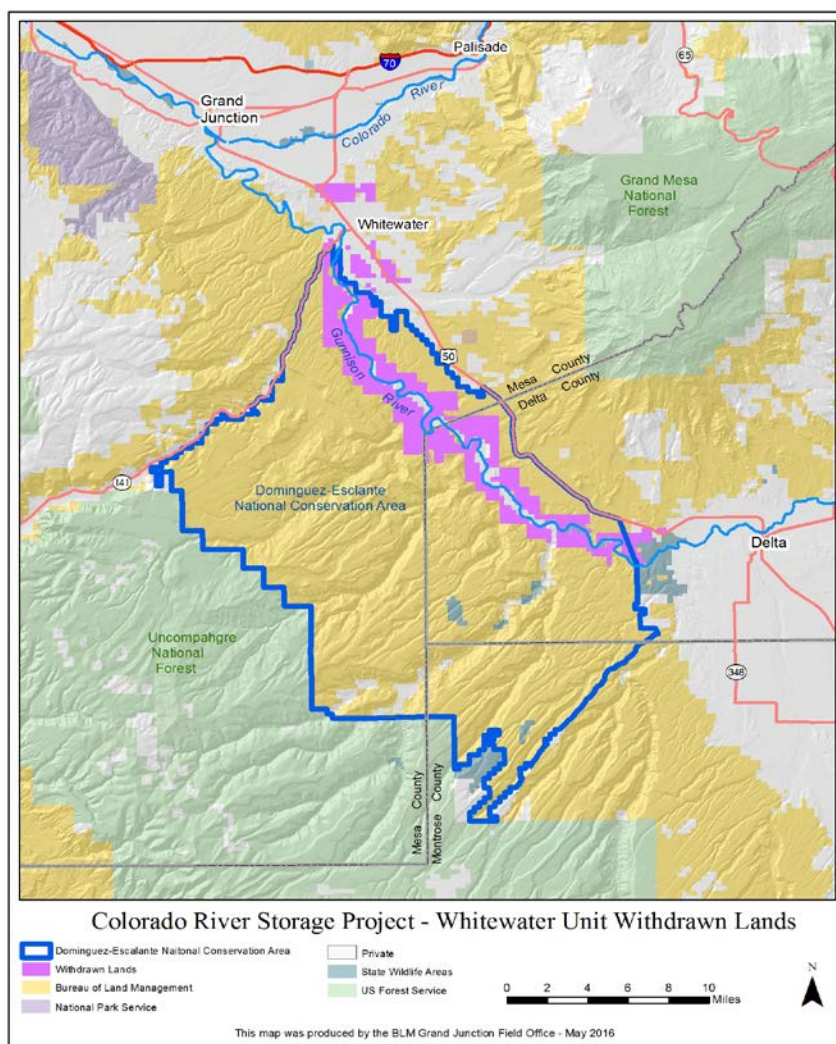 Palisade
70
65
Grand
Junction
Colorado River
Grand Mesa
National
Forest
Whitewater
50
Gunnison River
Mesa County
Delta County
141
Dominguez-Esclante
National Conservation Area
Delta
Uncompahgre
National
Forest
348
Mesa County
Montrose County
Colorado River Storage Project - Whitewater Unit Withdrawn Lands
Dominguez-Escalante Naitonal Conservation Area
Withdrawn Lands
Bureau of Land Management
National Park Service
Private
State Wildlife Areas
US Forest Service
0 2 4 6 8 10
Miles
N
This map was produced by the BLM Grand Junction Field Office - May 2016